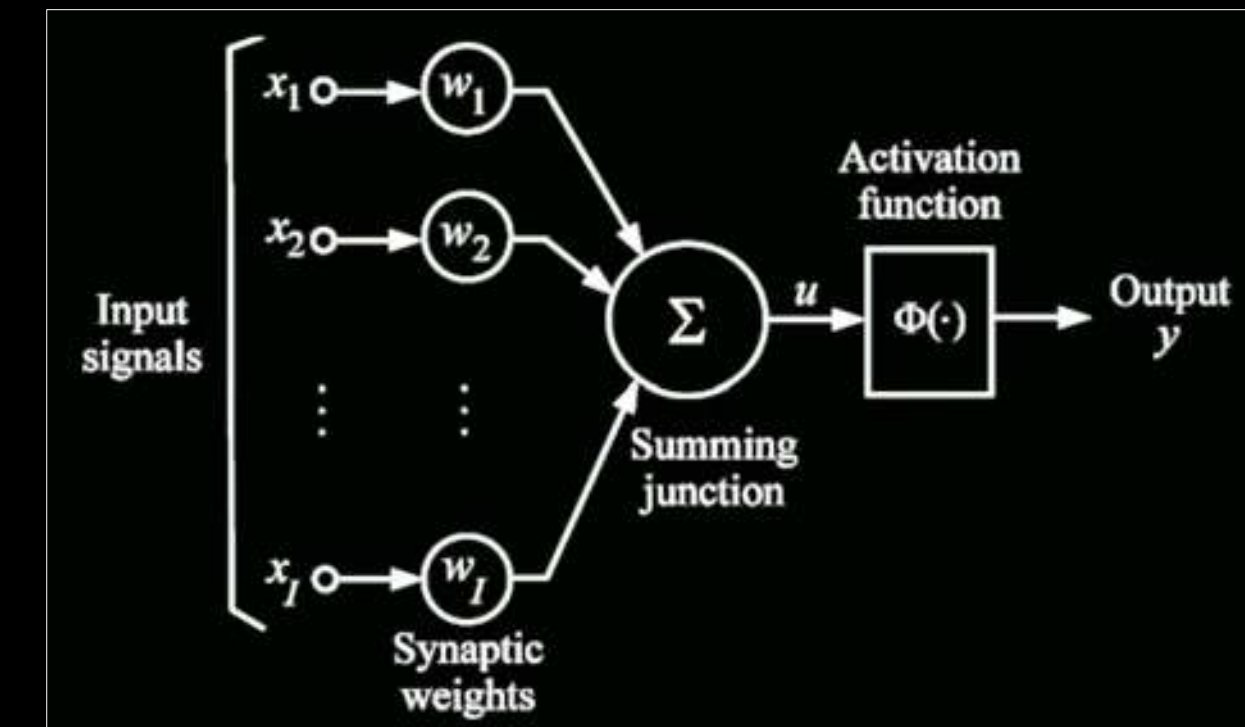 x1 w1
Activation
function
x2 w2
Input
signals
Σ
u
Φ(·)
Output
y
⋮ ⋮
Summing
junction
xI wI
Synaptic
weights